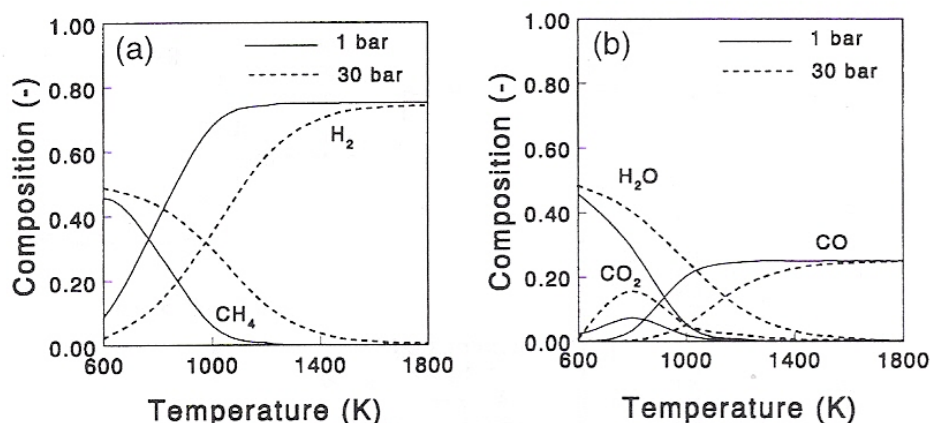 (a)
1 bar
30 bar
1.00
0.80
0.60
0.40
0.20
0.00
Composition (-)
H2
CH4
600
1000
1400
1800
Temperature (K)
(b)
1 bar
30 bar
1.00
0.80
0.60
0.40
0.20
0.00
Composition (-)
H2O
CO
CO2
600
1000
1400
1800
Temperature (K)